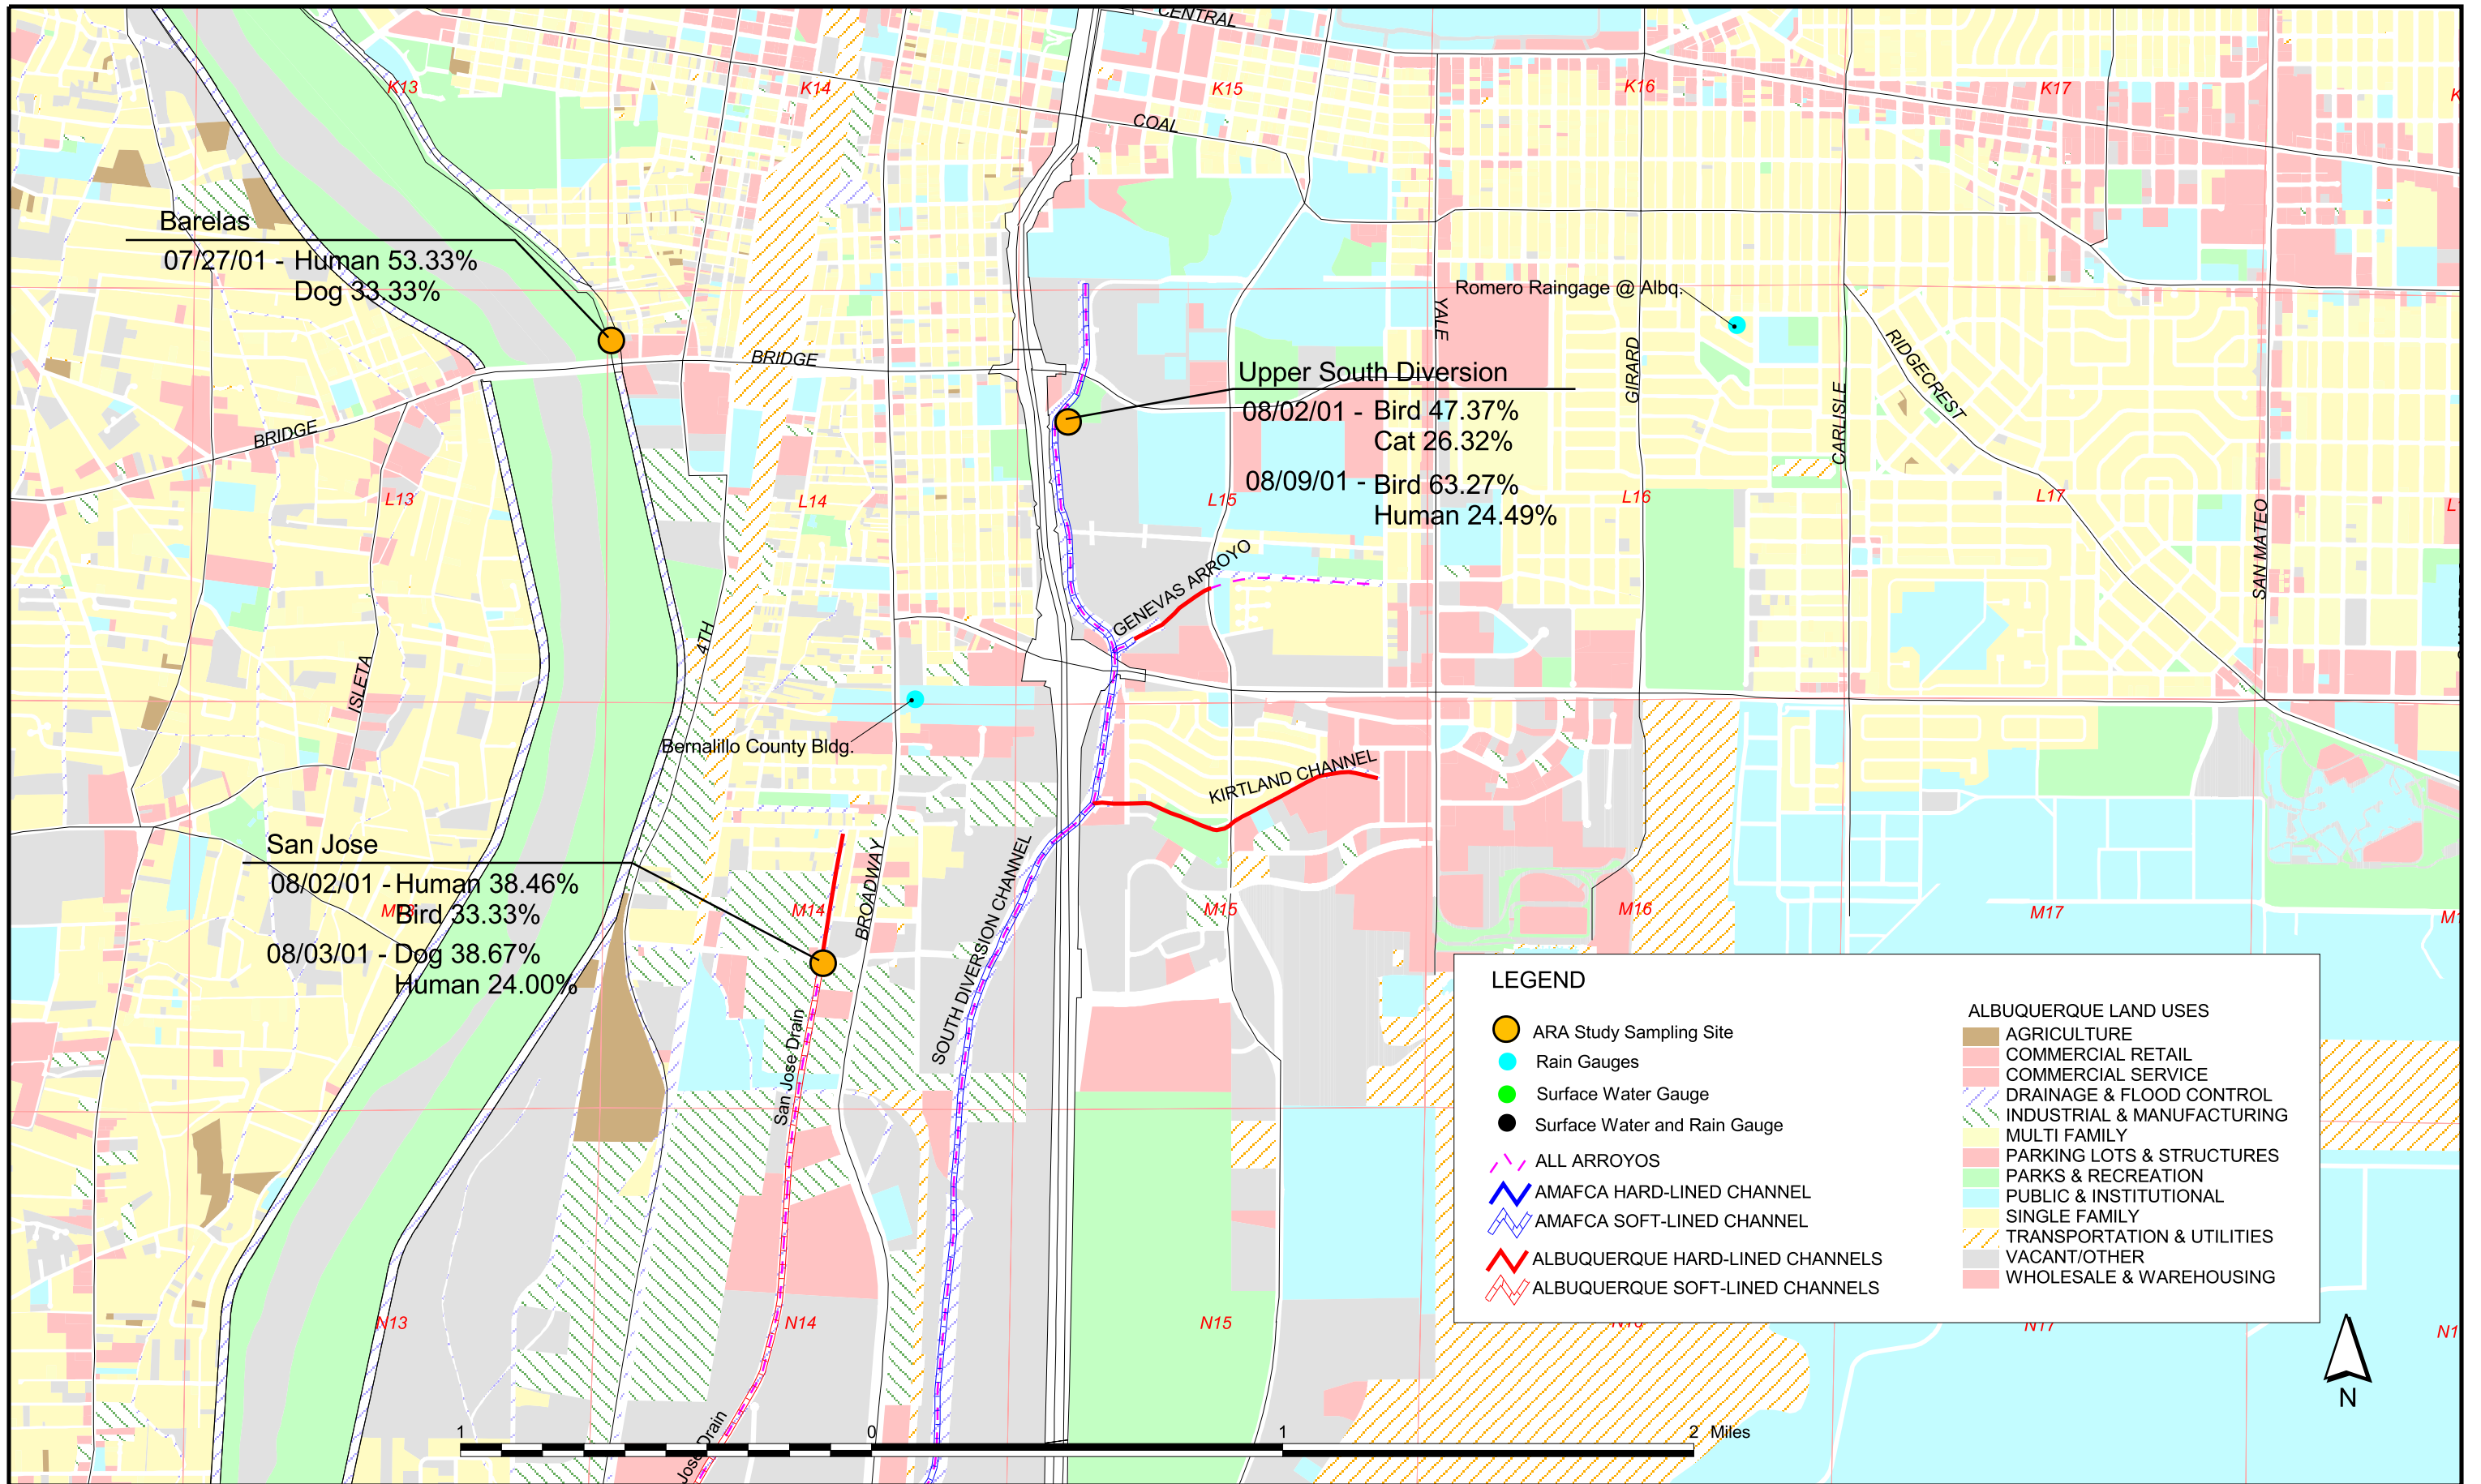 CENTRAL
K13
K14
K15
K16
K17
K
COAL
Barelas
07/27/01 - Human 53.33%
Dog 33.33%
Romero Raingage @ Albq.
YALE
GIRARD
CARLISLE
RIDGECREST
SAN MATEO
BRIDGE
BRIDGE
Upper South Diversion
08/02/01 - Bird 47.37%
Cat 26.32%
08/09/01 - Bird 63.27%
Human 24.49%
L13
L14
L15
L16
L17
L
GENEVAS ARROYO
4TH
ISLETA
Bernalillo County Bldg.
KIRTLAND CHANNEL
San Jose
08/02/01 - Human 38.46%
Bird 33.33%
08/03/01 - Dog 38.67%
Human 24.00%
M13
M14
M15
M16
M17
M1
BROADWAY
SOUTH DIVERSION CHANNEL
San Jose Drain
LEGEND
ARA Study Sampling Site
Rain Gauges
Surface Water Gauge
Surface Water and Rain Gauge
ALL ARROYOS
AMAFCA HARD-LINED CHANNEL
AMAFCA SOFT-LINED CHANNEL
ALBUQUERQUE HARD-LINED CHANNELS
ALBUQUERQUE SOFT-LINED CHANNELS
ALBUQUERQUE LAND USES
AGRICULTURE
COMMERCIAL RETAIL
COMMERCIAL SERVICE
DRAINAGE & FLOOD CONTROL
INDUSTRIAL & MANUFACTURING
MULTI FAMILY
PARKING LOTS & STRUCTURES
PARKS & RECREATION
PUBLIC & INSTITUTIONAL
SINGLE FAMILY
TRANSPORTATION & UTILITIES
VACANT/OTHER
WHOLESALE & WAREHOUSING
N13
N14
N15
N16
N17
N1
Jose Drain
1 0 1 2 Miles
N